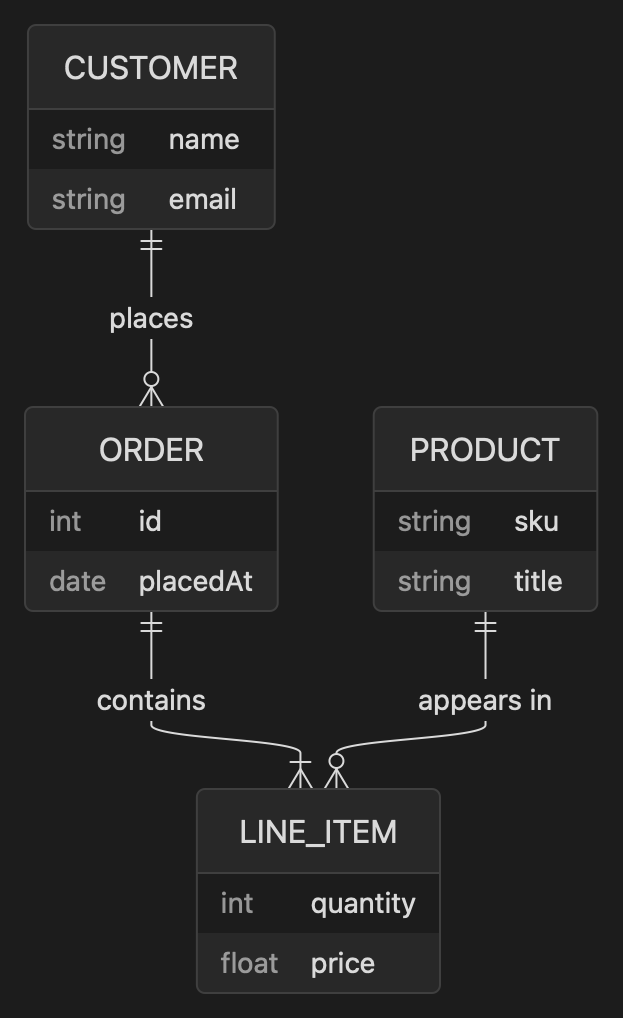 CUSTOMER
string name
string email
places
ORDER
int id
date placedAt
PRODUCT
string sku
string title
contains
appears in
LINE_ITEM
int quantity
float price